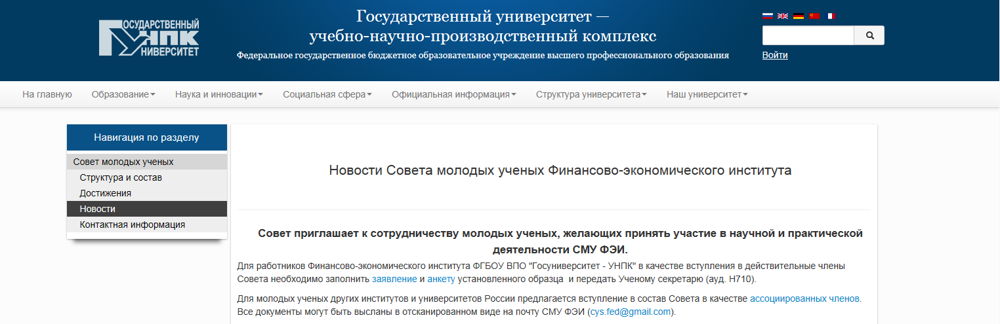 ГОСУДАРСТВЕННЫЙ
УНПК
УНИВЕРСИТЕТ
Государственный университет —
учебно-научно-производственный комплекс
Федеральное государственное бюджетное образовательное учреждение высшего профессионального образования
Войти
На главную Образование Наука и инновации Социальная сфера Официальная информация Структура университета Наш университет
Навигация по разделу
Совет молодых ученых
Структура и состав
Достижения
Новости
Контактная информация
Новости Совета молодых ученых Финансово-экономического института
Совет приглашает к сотрудничеству молодых ученых, желающих принять участие в научной и практической
деятельности СМУ ФЭИ.
Для работников Финансово-экономического института ФГБОУ ВПО "Госуниверситет - УНПК" в качестве вступления в действительные члены
Совета необходимо заполнить заявление и анкету установленного образца и передать Ученому секретарю (ауд. Н710).
Для молодых ученых других институтов и университетов России предлагается вступление в состав Совета в качестве ассоциированных членов.
Все документы могут быть высланы в отсканированном виде на почту СМУ ФЭИ (cys.fed@gmail.com).